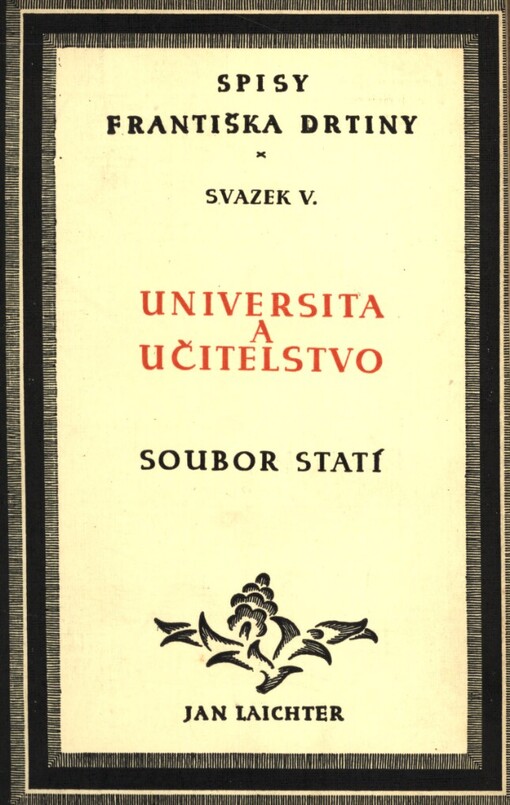 SPISY
FRANTIŠKA DRTINY
×
SVAZEK V.
UNIVERSITA
A
UČITELSTVO
SOUBOR STATÍ
JAN LAICHTER